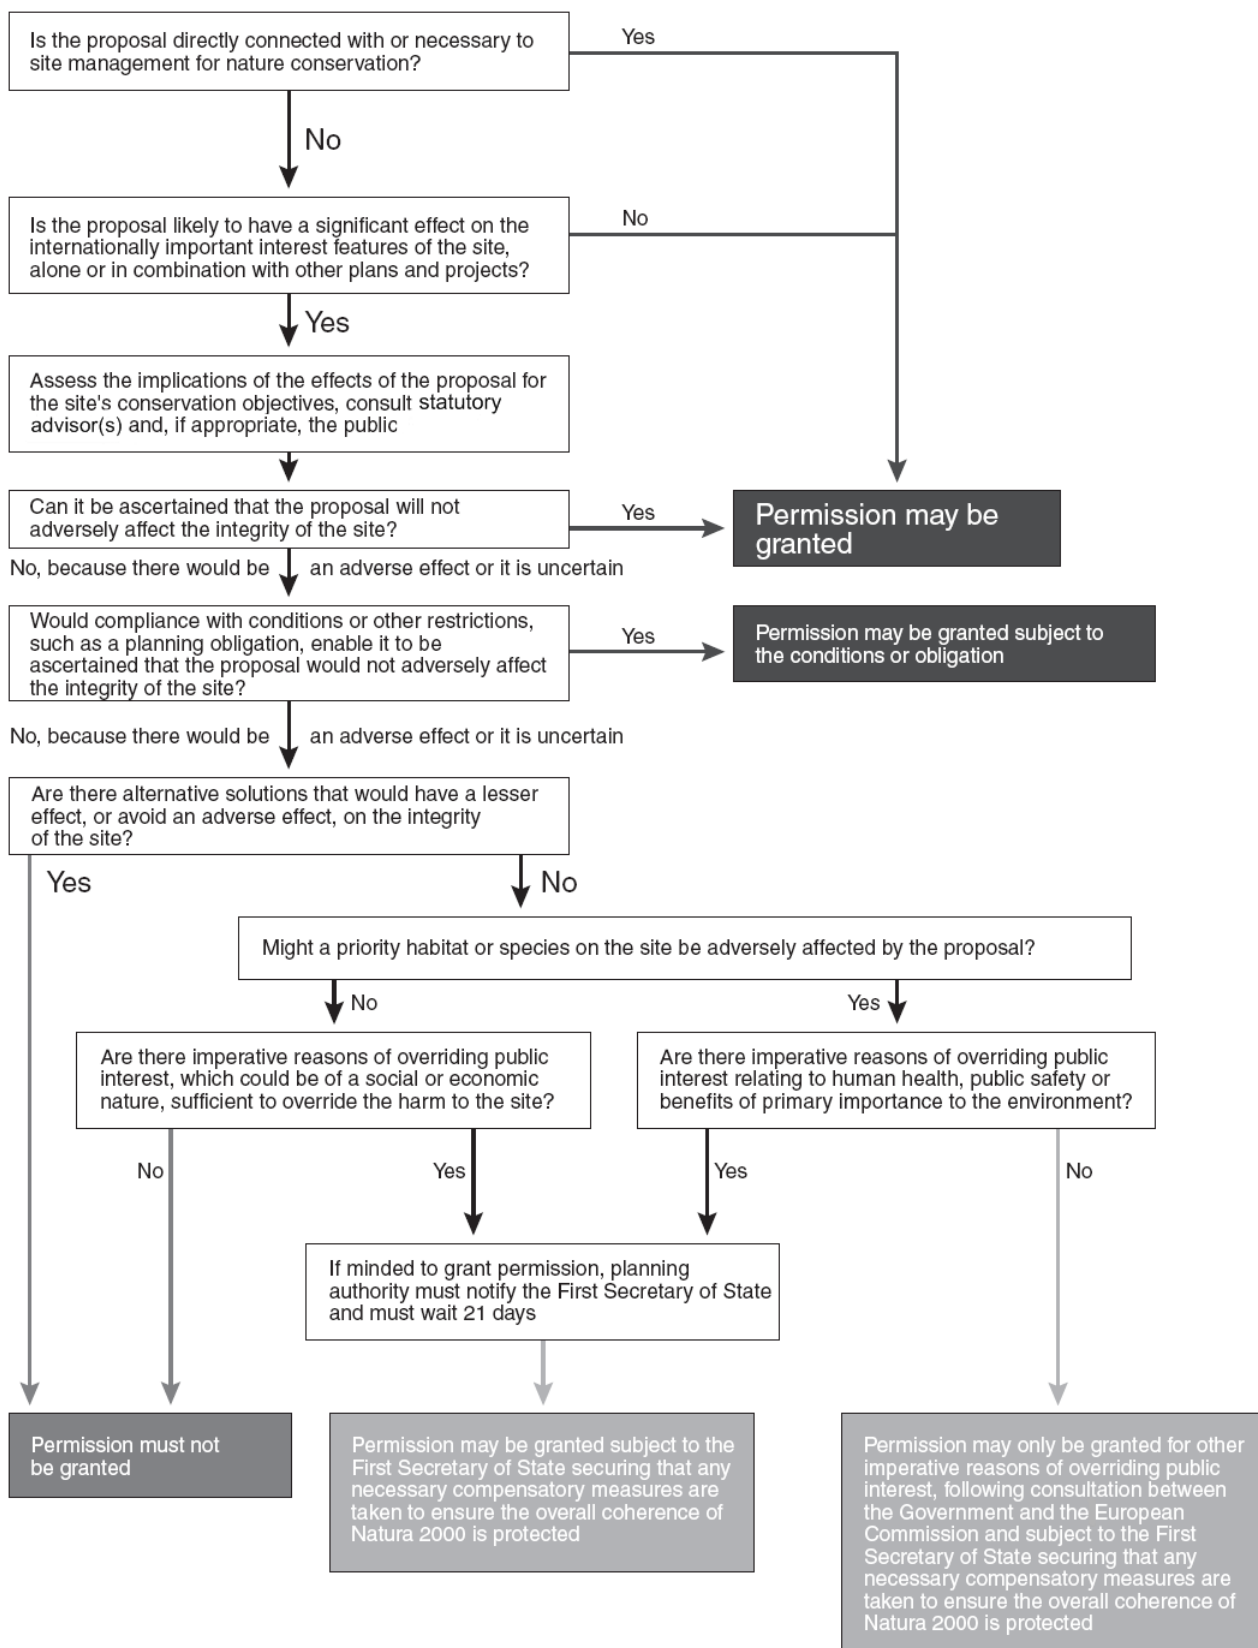 Is the proposal directly connected with or necessary to
site management for nature conservation?
Yes
No
Is the proposal likely to have a significant effect on the
internationally important interest features of the site,
alone or in combination with other plans and projects?
No
Yes
Assess the implications of the effects of the proposal for
the site's conservation objectives, consult statutory
advisor(s) and, if appropriate, the public
Can it be ascertained that the proposal will not
adversely affect the integrity of the site?
Yes
Permission may be
granted
No, because there would be an adverse effect or it is uncertain
Would compliance with conditions or other restrictions,
such as a planning obligation, enable it to be
ascertained that the proposal would not adversely affect
the integrity of the site?
Yes
Permission may be granted subject to
the conditions or obligation
No, because there would be an adverse effect or it is uncertain
Are there alternative solutions that would have a lesser
effect, or avoid an adverse effect, on the integrity
of the site?
Yes
No
Might a priority habitat or species on the site be adversely affected by the proposal?
No
Yes
Are there imperative reasons of overriding public
interest, which could be of a social or economic
nature, sufficient to override the harm to the site?
Are there imperative reasons of overriding public
interest relating to human health, public safety or
benefits of primary importance to the environment?
No
Yes
Yes
No
If minded to grant permission, planning
authority must notify the First Secretary of State
and must wait 21 days
Permission must not
be granted
Permission may be granted subject to the
First Secretary of State securing that any
necessary compensatory measures are
taken to ensure the overall coherence of
Natura 2000 is protected
Permission may only be granted for other
imperative reasons of overriding public
interest, following consultation between
the Government and the European
Commission and subject to the First
Secretary of State securing that any
necessary compensatory measures are
taken to ensure the overall coherence of
Natura 2000 is protected